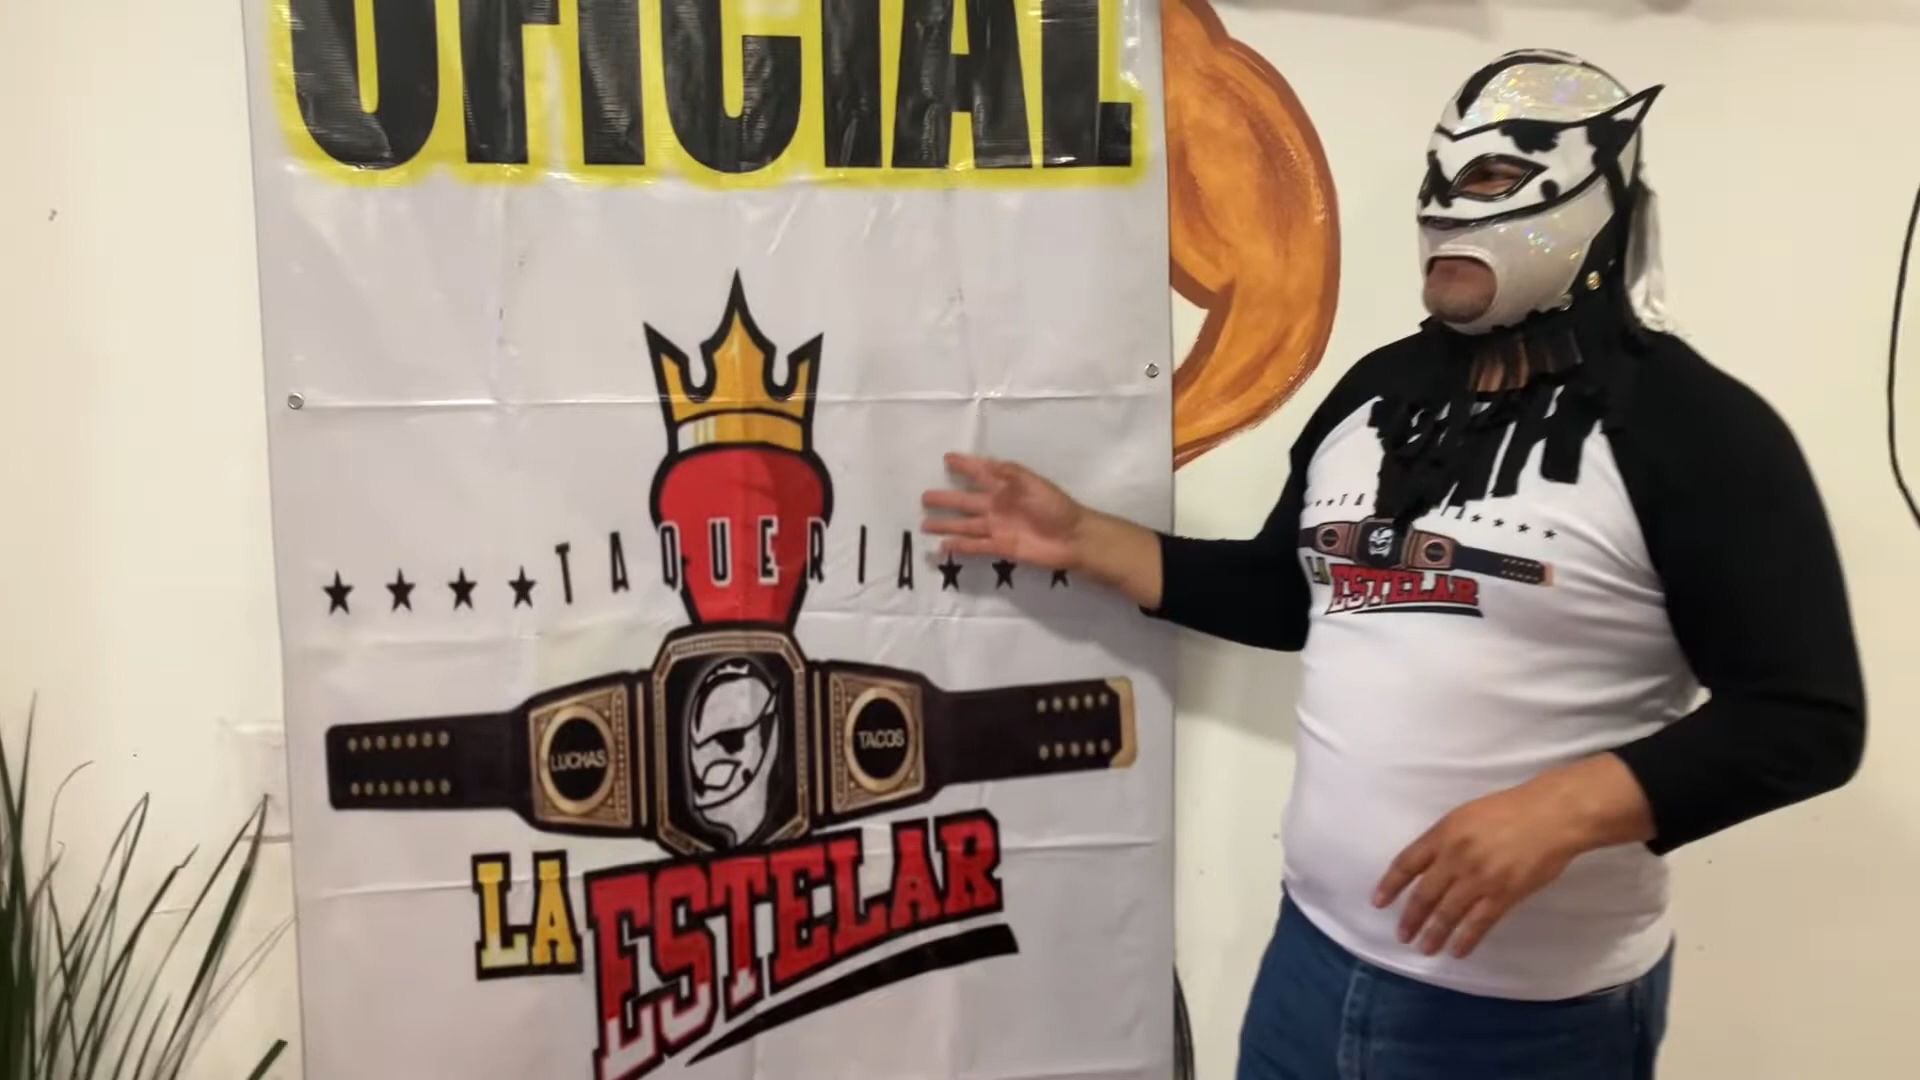 OFICIAL
TAQUERIA
LUCHAS
TACOS
LA ESTELAR
LA
ESTELAR